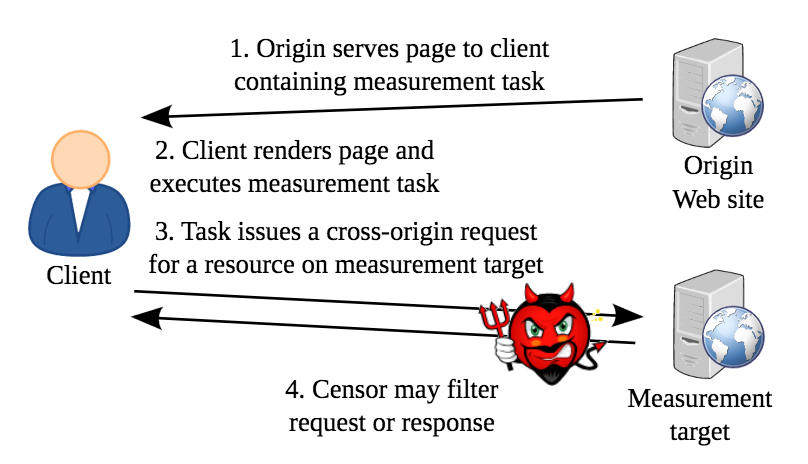 1. Origin serves page to client
containing measurement task
2. Client renders page and
executes measurement task
Origin
Web site
3. Task issues a cross-origin request
for a resource on measurement target
Client
4. Censor may filter
request or response
Measurement
target